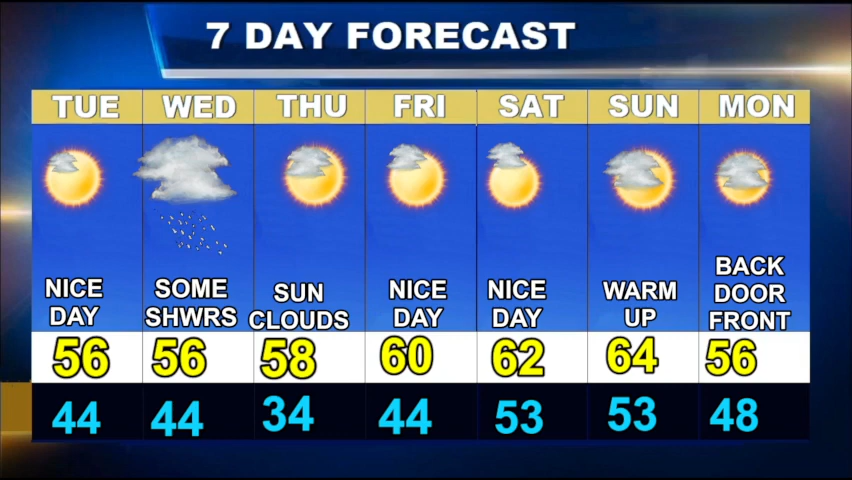 7 DAY FORECAST
TUE WED THU FRI SAT SUN MON
NICE
DAY
SOME
SHWRS
SUN
CLOUDS
NICE
DAY
NICE
DAY
WARM
UP
BACK
DOOR
FRONT
56 56 58 60 62 64 56
44 44 34 44 53 53 48